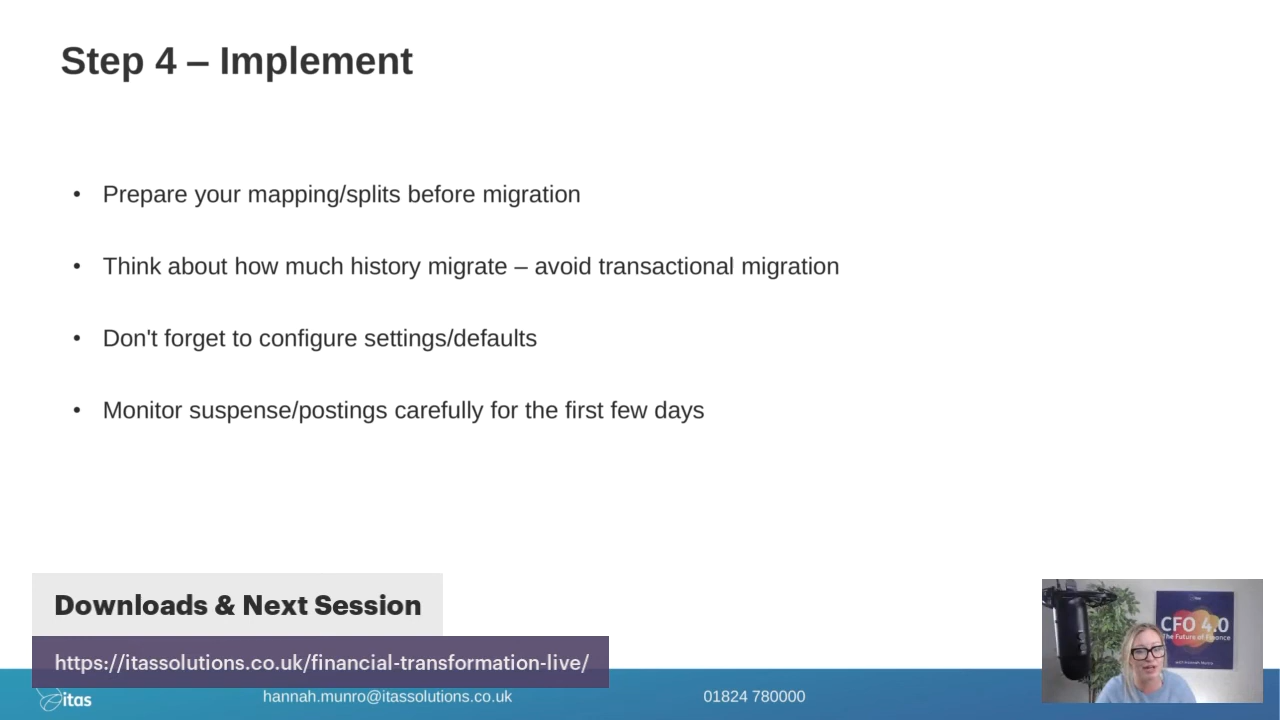 Step 4 – Implement
• Prepare your mapping/splits before migration
• Think about how much history migrate – avoid transactional migration
• Don't forget to configure settings/defaults
• Monitor suspense/postings carefully for the first few days
Downloads & Next Session
https://itassolutions.co.uk/financial-transformation-live/
itas
hannah.munro@itassolutions.co.uk
01824 780000
CFO 4.0
The Future of Finance
with Hannah Munro